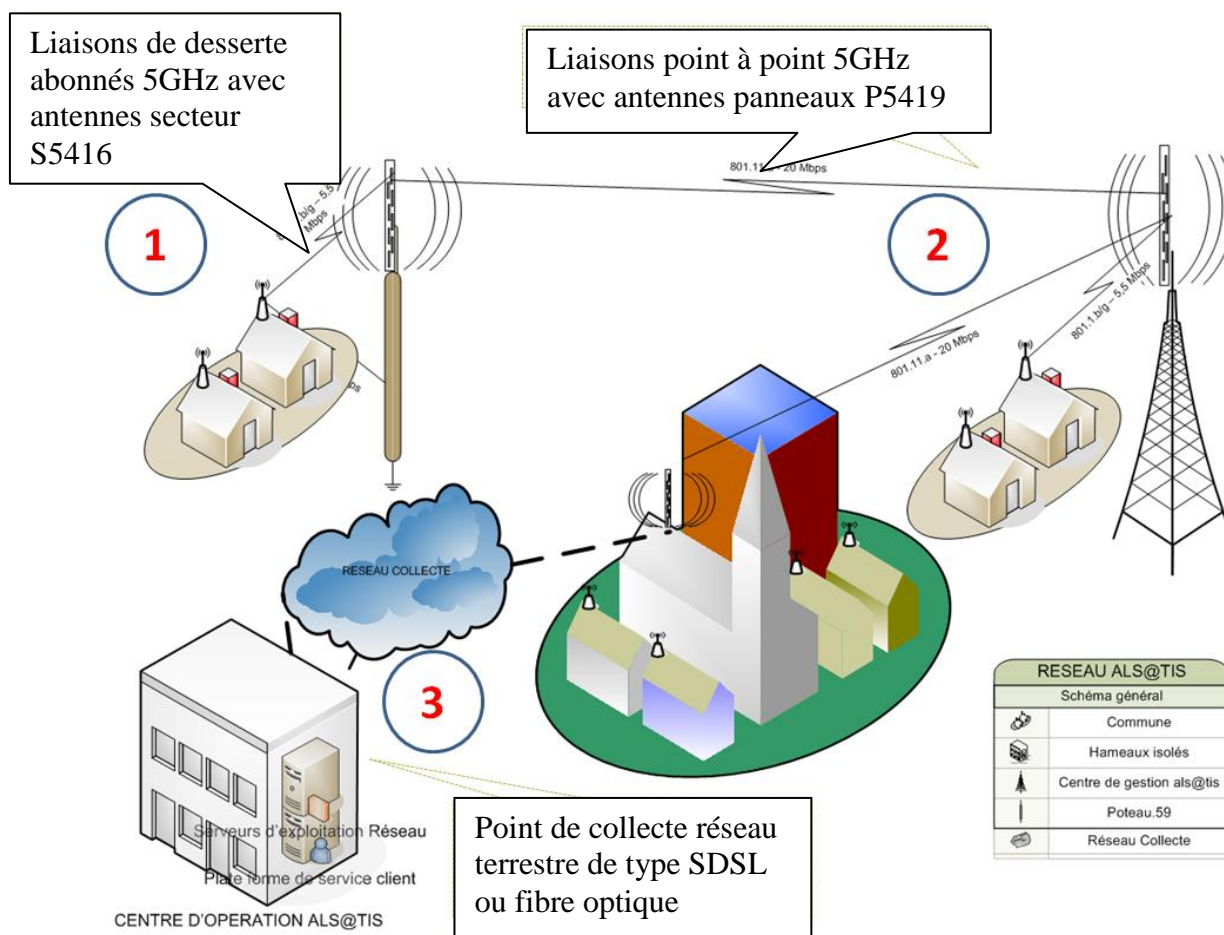 Liaisons de desserte
abonnés 5GHz avec
antennes secteur
S5416
Liaisons point à point 5GHz
avec antennes panneaux P5419
801.11 - 20 Mbps
.b/g – 5,5
Mbps
1
2
801.1.b/g – 5,5 Mbps
801.11.a - 20 Mbps
RESEAU COLLECTE
3
Serveurs d'exploitation Réseau
Plate forme de service client
CENTRE D'OPERATION ALS@TIS
Point de collecte réseau
terrestre de type SDSL
ou fibre optique
RESEAU ALS@TIS
Schéma général
Commune
Hameaux isolés
Centre de gestion als@tis
Poteau.59
Réseau Collecte